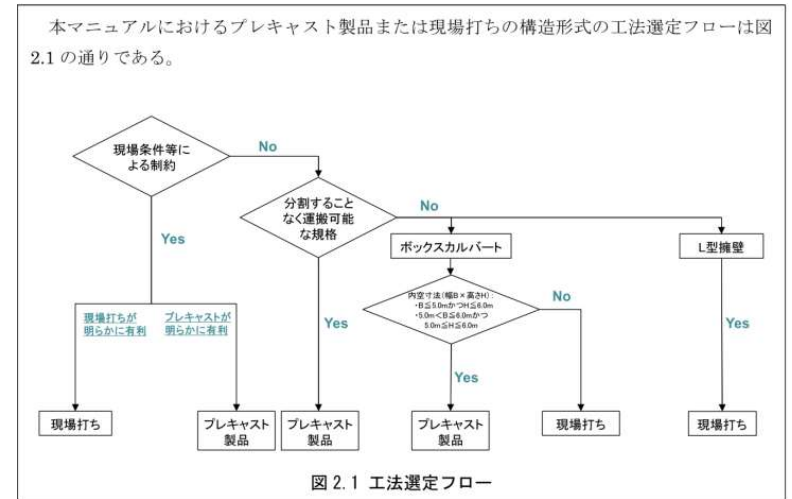 本マニュアルにおけるプレキャスト製品または現場打ちの構造形式の工法選定フローは図
2.1 の通りである。
現場条件等に
よる制約
No
分割すること
なく運搬可能
な規格
No
Yes
ボックスカルバート
L型擁壁
内空寸法(幅B×高さH):
・B≦5.0mかつH≦6.0m
・5.0m<B≦6.0mかつ
5.0m≦H≦6.0m
No
現場打ちが
明らかに有利
プレキャストが
明らかに有利
Yes
Yes
Yes
現場打ち
プレキャスト
製品
プレキャスト
製品
プレキャスト
製品
現場打ち
現場打ち
図 2.1 工法選定フロー